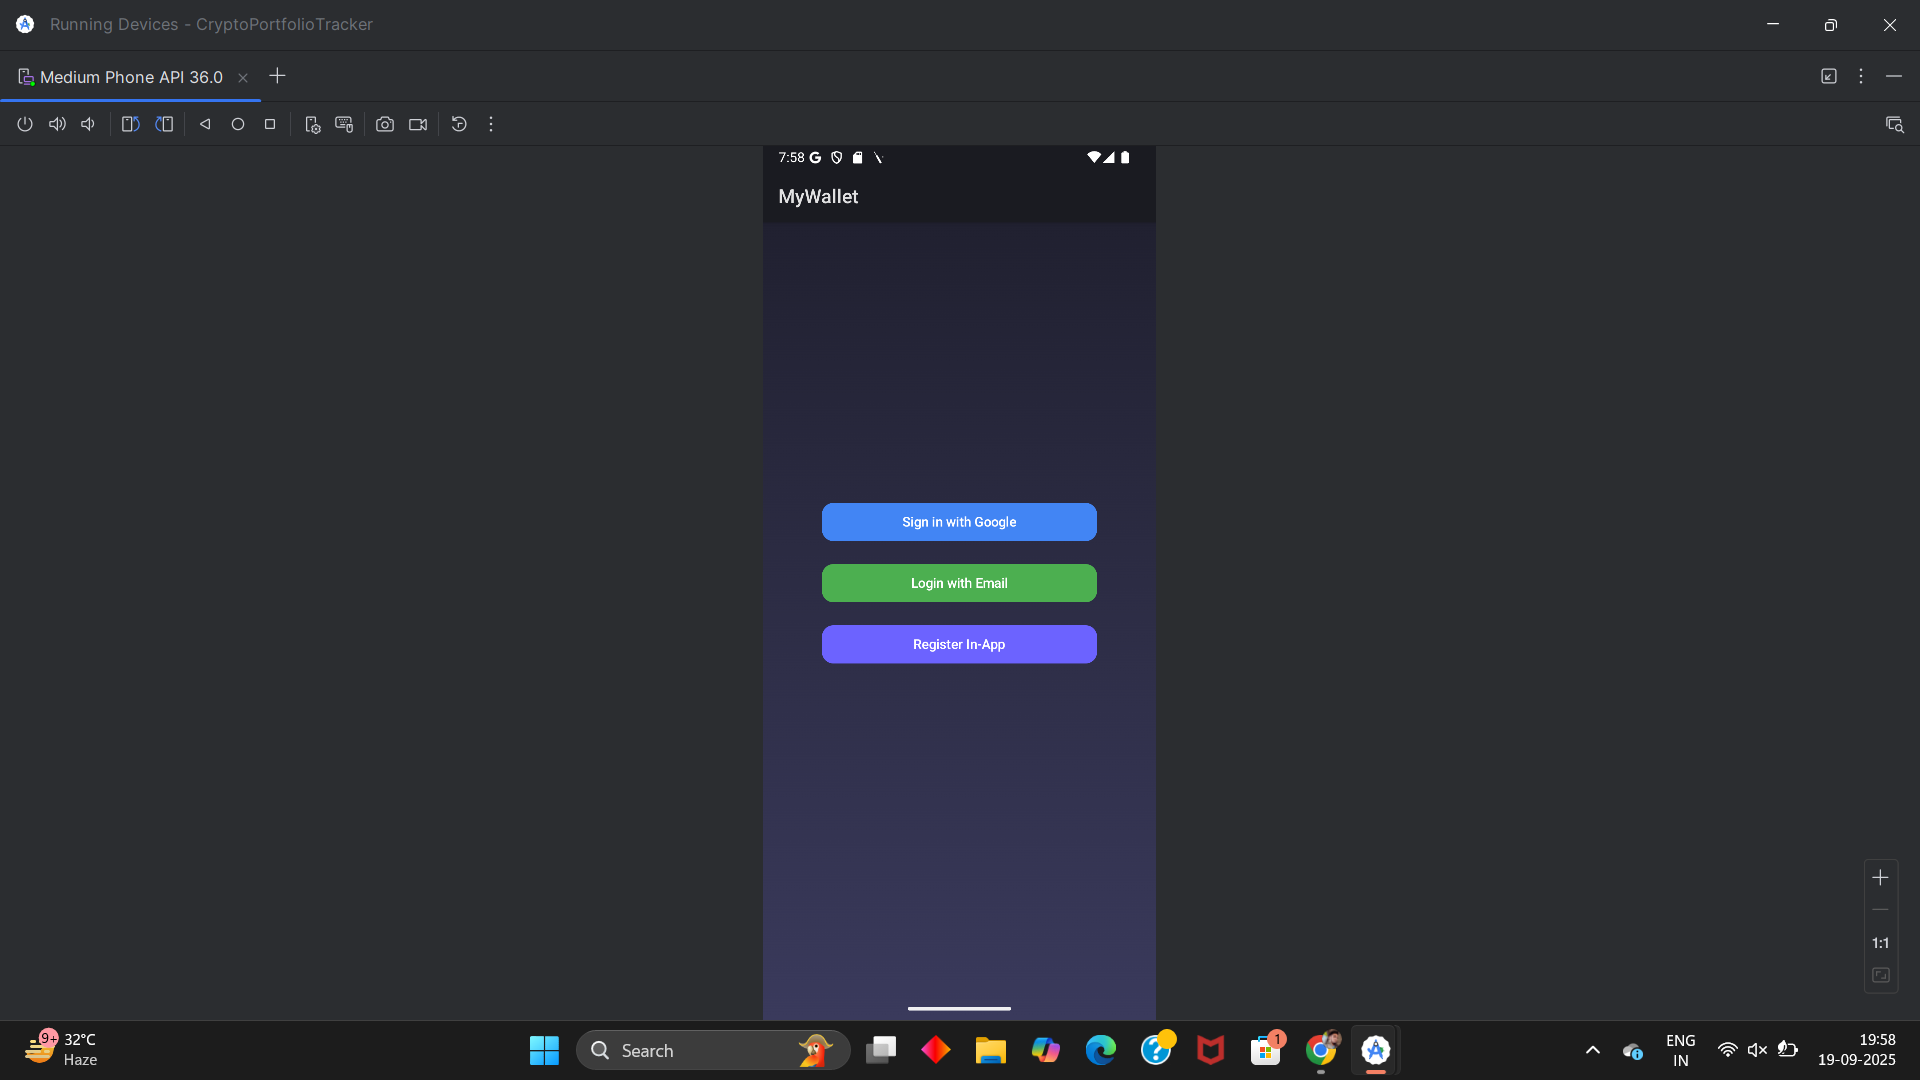 Running Devices - CryptoPortfolioTracker
Medium Phone API 36.0
7:58
MyWallet
Sign in with Google
Login with Email
Register In-App
1:1
9+
32°C
Haze
Search
1
ENG
IN
19:58
19-09-2025